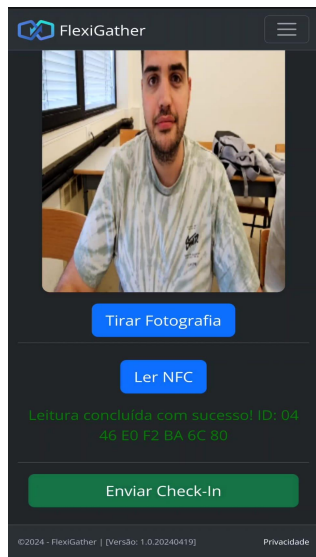 FlexiGather
Tirar Fotografia
Ler NFC
Leitura concluída com sucesso! ID: 04
46 E0 F2 BA 6C 80
Enviar Check-In
©2024 - FlexiGather | [Versão: 1.0.20240419]
Privacidade